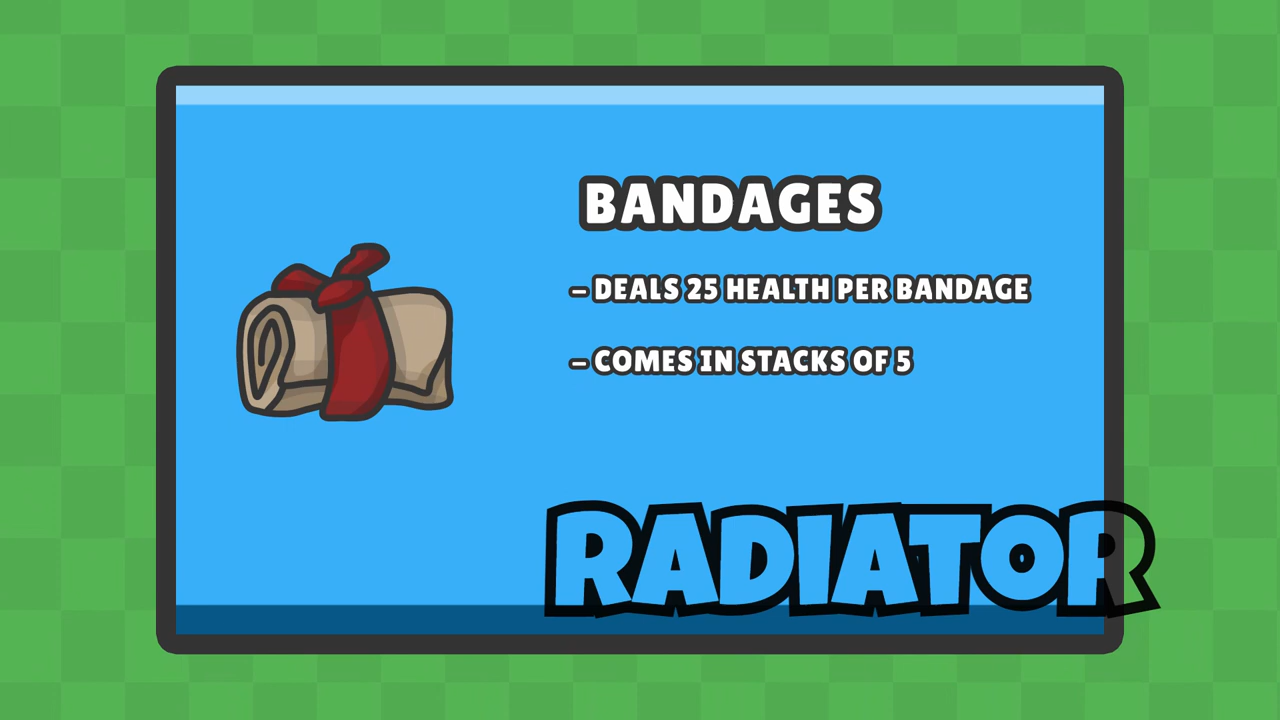 BANDAGES
– DEALS 25 HEALTH PER BANDAGE
– COMES IN STACKS OF 5
RADIATOR